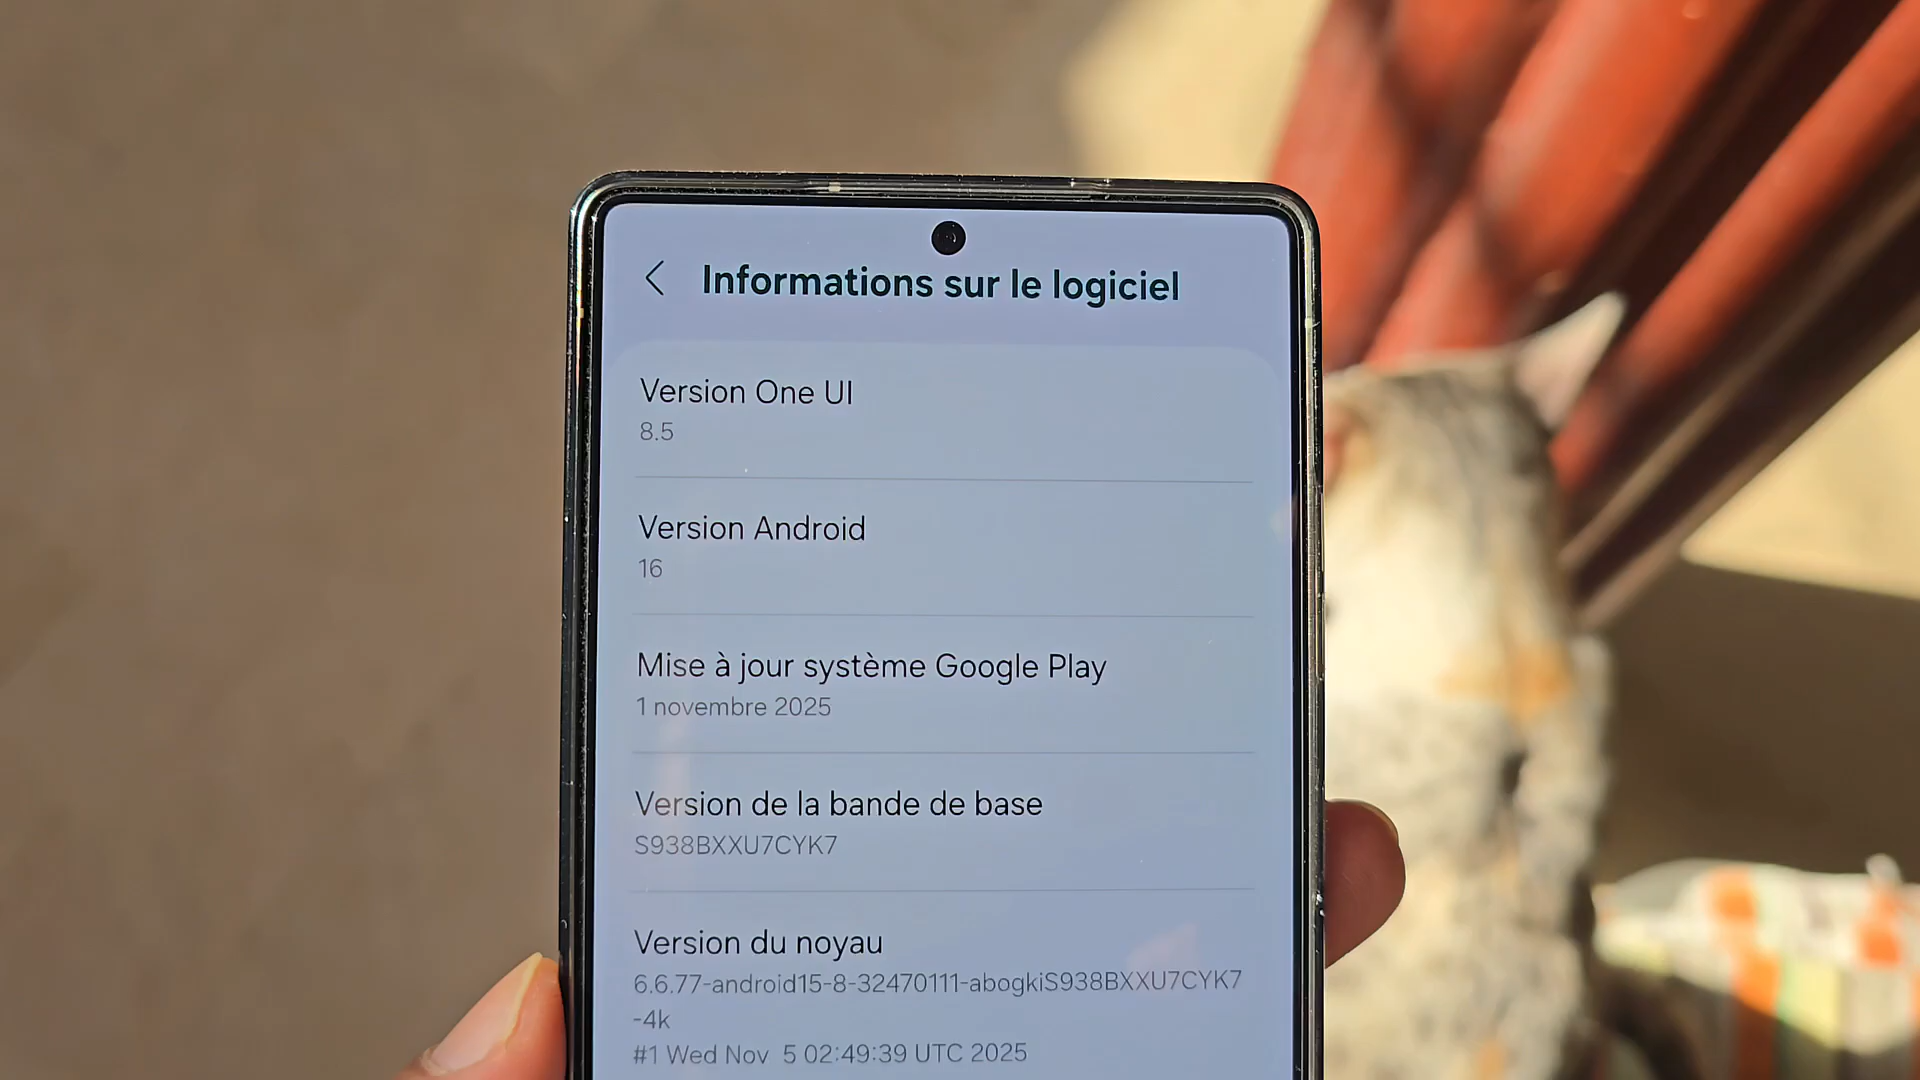 Informations sur le logiciel
Version One UI
8.5
Version Android
16
Mise à jour système Google Play
1 novembre 2025
Version de la bande de base
S938BXXU7CYK7
Version du noyau
6.6.77-android15-8-32470111-abogkiS938BXXU7CYK7
-4k
#1 Wed Nov  5 02:49:39 UTC 2025